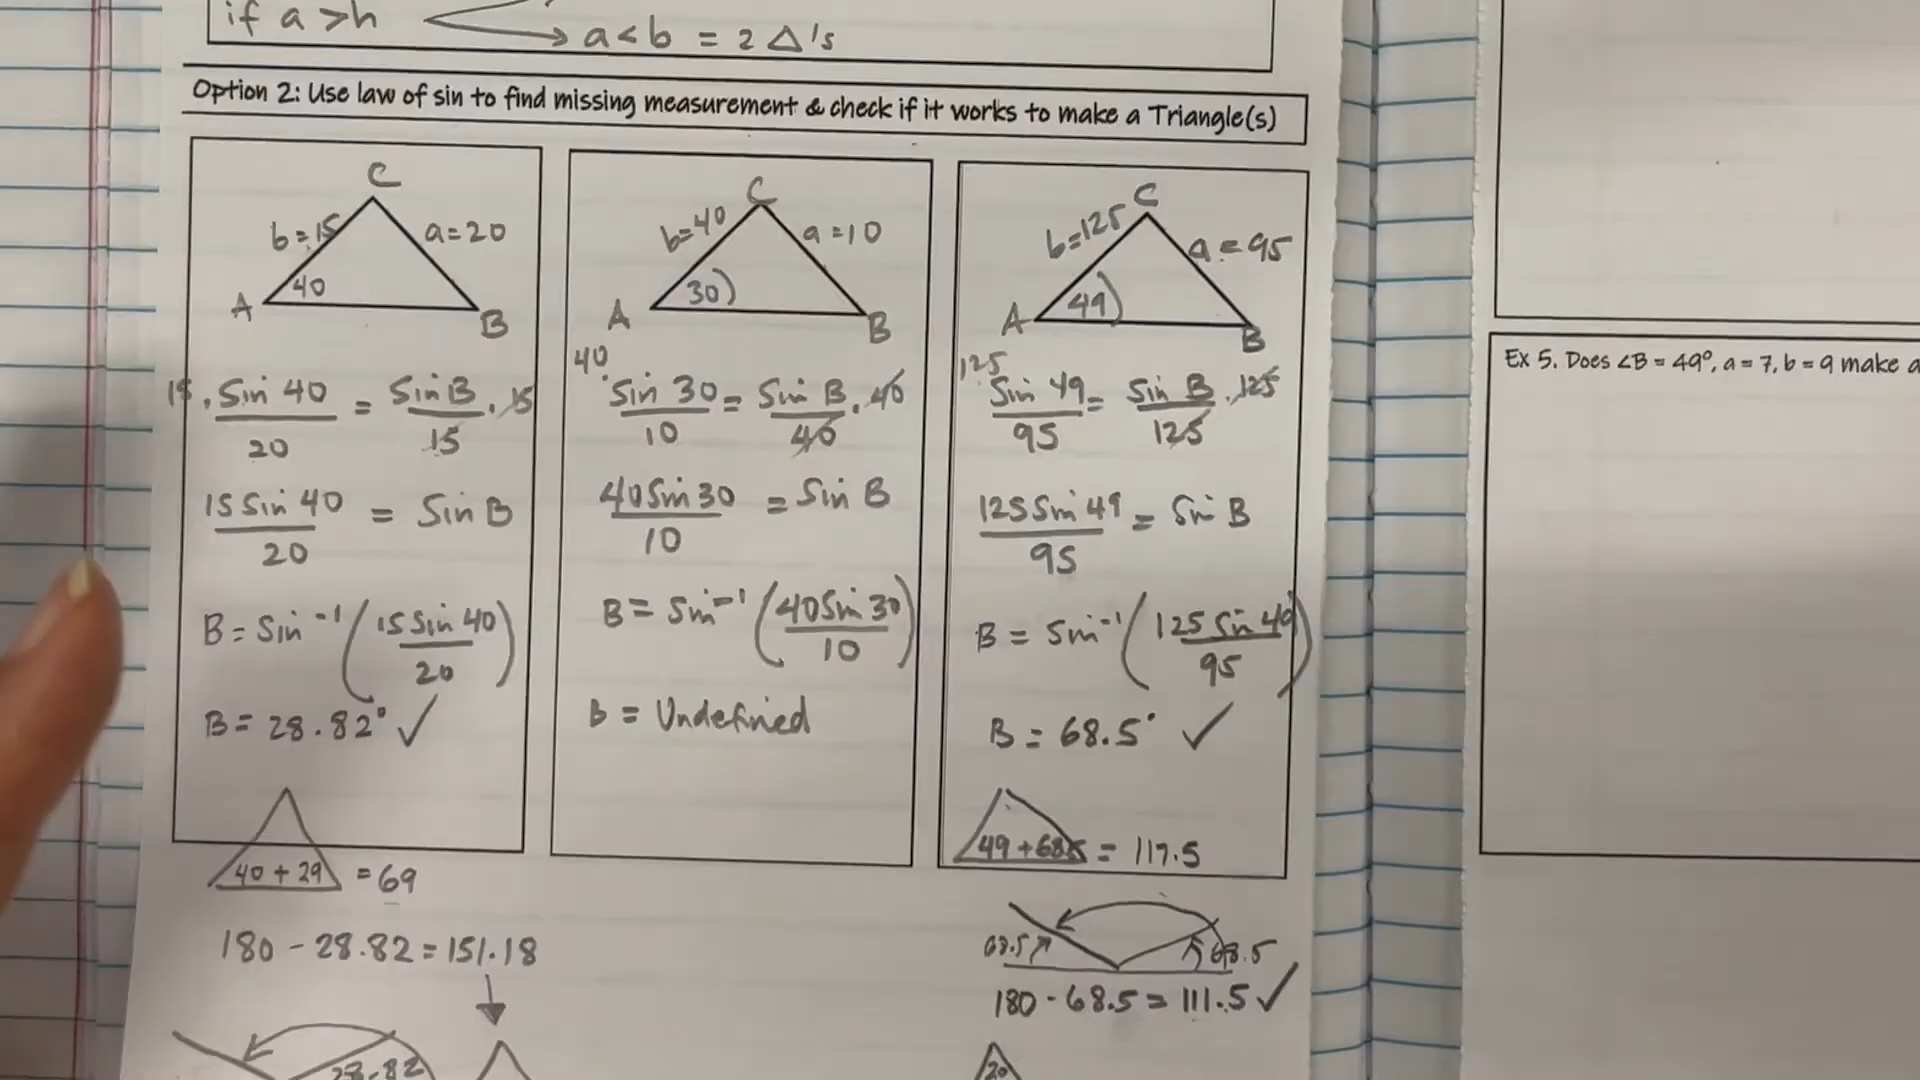 if a > h
a < b = 2 △'s
Option 2: Use law of sin to find missing measurement & check if it works to make a Triangle(s)
C
b=15
a=20
40
A
B
15 . Sin 40 / 20 = Sin B / 15 . 15
15 Sin 40 / 20 = Sin B
B = Sin⁻¹ ( 15 Sin 40 / 20 )
B = 28.82° ✓
40 + 29 = 69
180 - 28.82 = 151.18
28.82
C
b=40
a=10
30
A
B
40 . Sin 30 / 10 = Sin B / 40 . 40
40 Sin 30 / 10 = Sin B
B = Sin⁻¹ ( 40 Sin 30 / 10 )
B = Undefined
C
b=125
a=95
49
A
B
125 . Sin 49 / 95 = Sin B / 125 . 125
125 Sin 49 / 95 = Sin B
B = Sin⁻¹ ( 125 Sin 49 / 95 )
B = 68.5° ✓
49 + 68.5 = 117.5
68.5
68.5
180 - 68.5 = 111.5 ✓
20
Ex 5. Does ∠B = 49°, a = 7, b = 9 make a